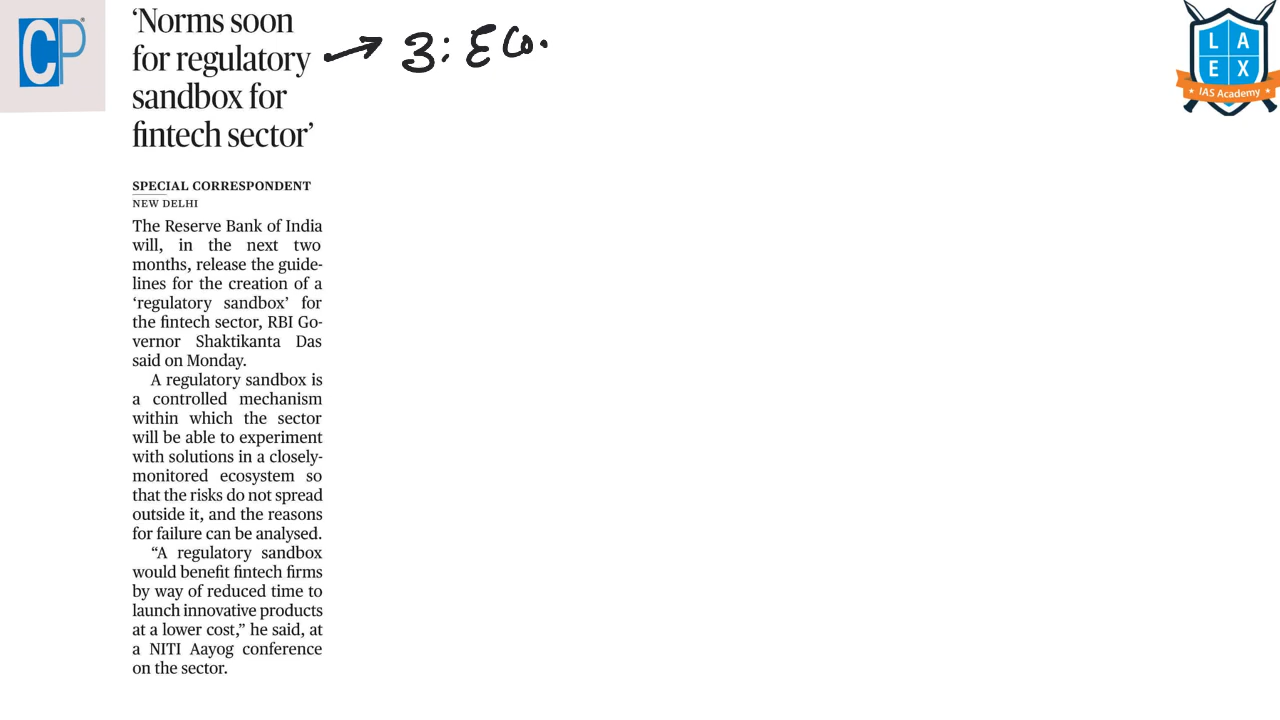 CP
'Norms soon
for regulatory
sandbox for
fintech sector'
3: Eco.
L A
E X
IAS Academy
SPECIAL CORRESPONDENT
NEW DELHI
The Reserve Bank of India
will, in the next two
months, release the guide-
lines for the creation of a
'regulatory sandbox' for
the fintech sector, RBI Go-
vernor Shaktikanta Das
said on Monday.
A regulatory sandbox is
a controlled mechanism
within which the sector
will be able to experiment
with solutions in a closely-
monitored ecosystem so
that the risks do not spread
outside it, and the reasons
for failure can be analysed.
"A regulatory sandbox
would benefit fintech firms
by way of reduced time to
launch innovative products
at a lower cost," he said, at
a NITI Aayog conference
on the sector.